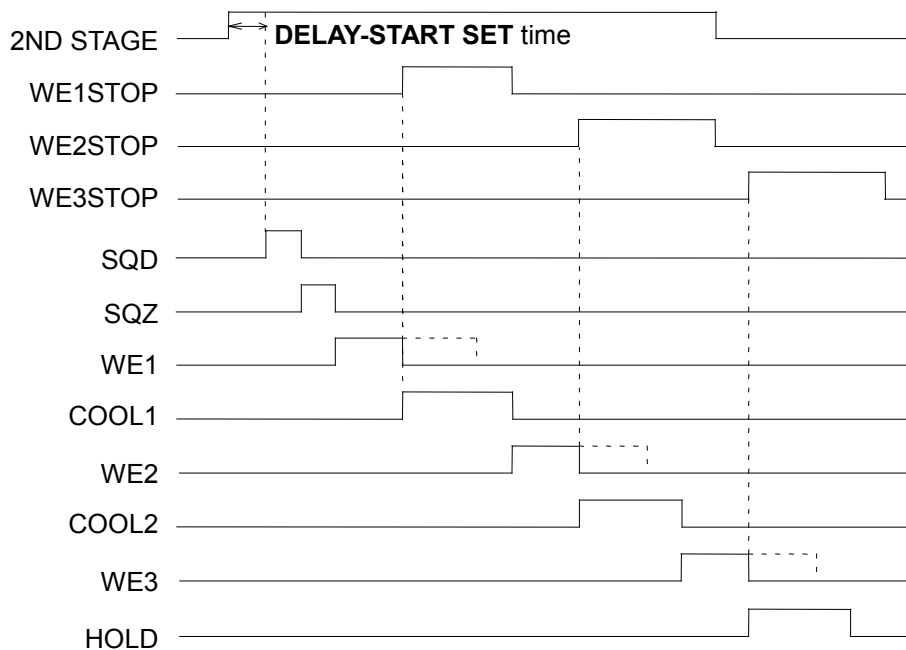 2ND STAGE
DELAY-START SET time
WE1STOP
WE2STOP
WE3STOP
SQD
SQZ
WE1
COOL1
WE2
COOL2
WE3
HOLD